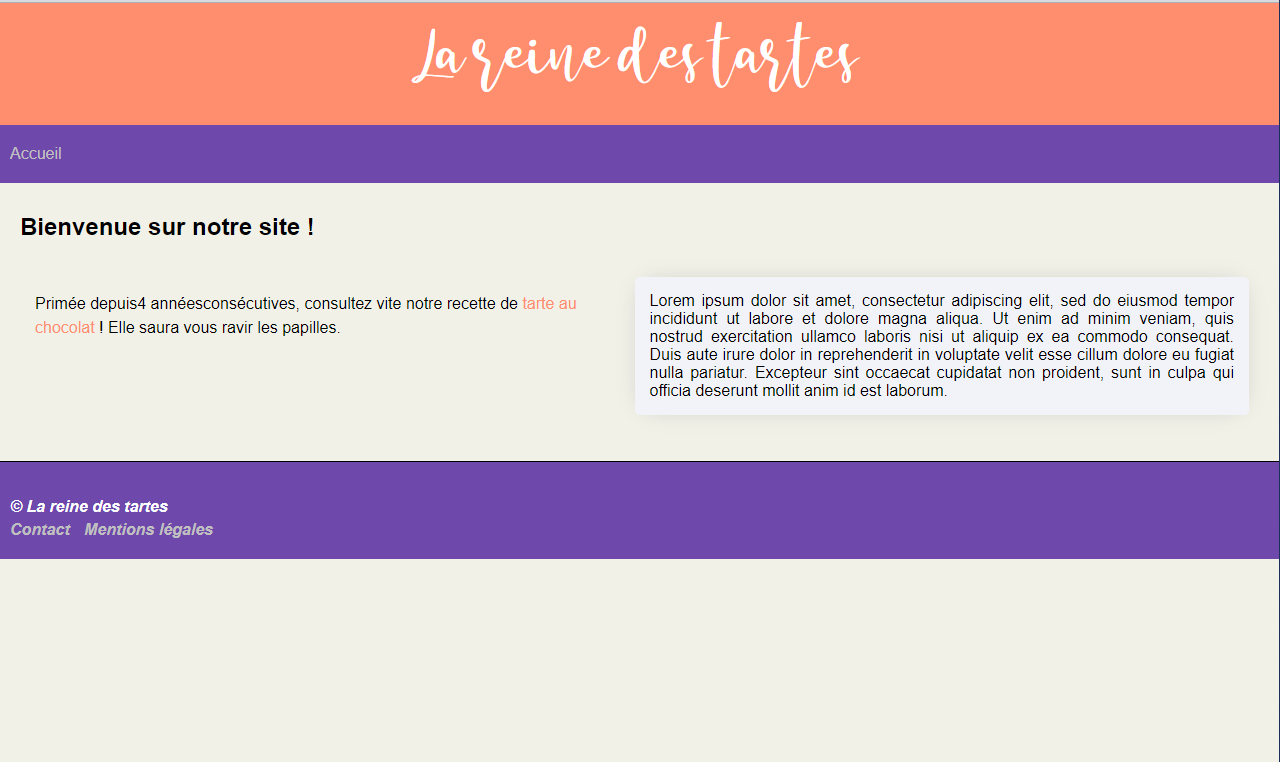 La reine des tartes
Accueil
Bienvenue sur notre site !
Primée depuis4 annéesconsécutives, consultez vite notre recette de tarte au
chocolat ! Elle saura vous ravir les papilles.
Lorem ipsum dolor sit amet, consectetur adipiscing elit, sed do eiusmod tempor
incididunt ut labore et dolore magna aliqua. Ut enim ad minim veniam, quis
nostrud exercitation ullamco laboris nisi ut aliquip ex ea commodo consequat.
Duis aute irure dolor in reprehenderit in voluptate velit esse cillum dolore eu fugiat
nulla pariatur. Excepteur sint occaecat cupidatat non proident, sunt in culpa qui
officia deserunt mollit anim id est laborum.
© La reine des tartes
Contact Mentions légales